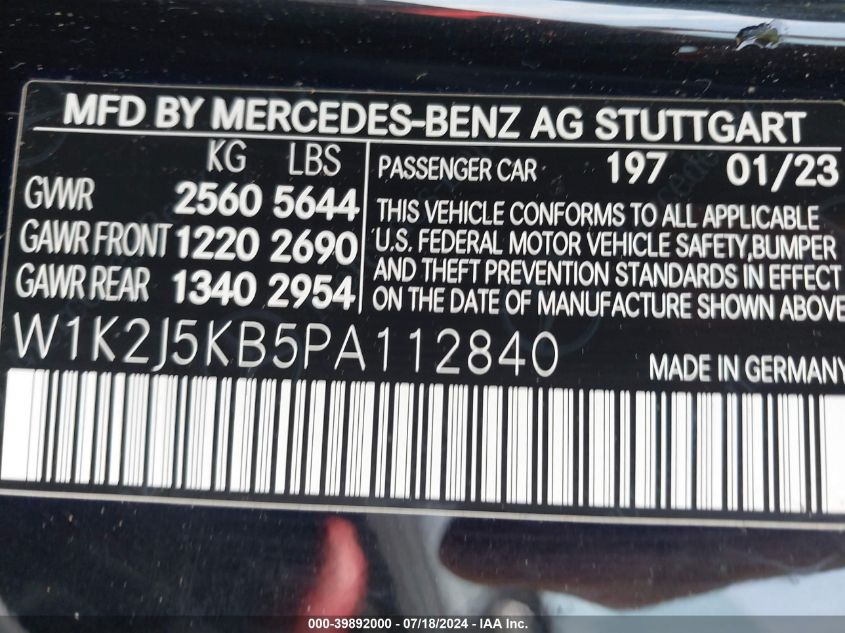 MFD BY MERCEDES-BENZ AG STUTTGART
KG LBS
GVWR 2560 5644
GAWR FRONT 1220 2690
GAWR REAR 1340 2954
PASSENGER CAR 197 01/23
THIS VEHICLE CONFORMS TO ALL APPLICABLE
U.S. FEDERAL MOTOR VEHICLE SAFETY,BUMPER
AND THEFT PREVENTION STANDARDS IN EFFECT
ON THE DATE OF MANUFACTURE SHOWN ABOVE
W1K2J5KB5PA112840
MADE IN GERMANY
000-39892000 - 07/18/2024 - IAA Inc.